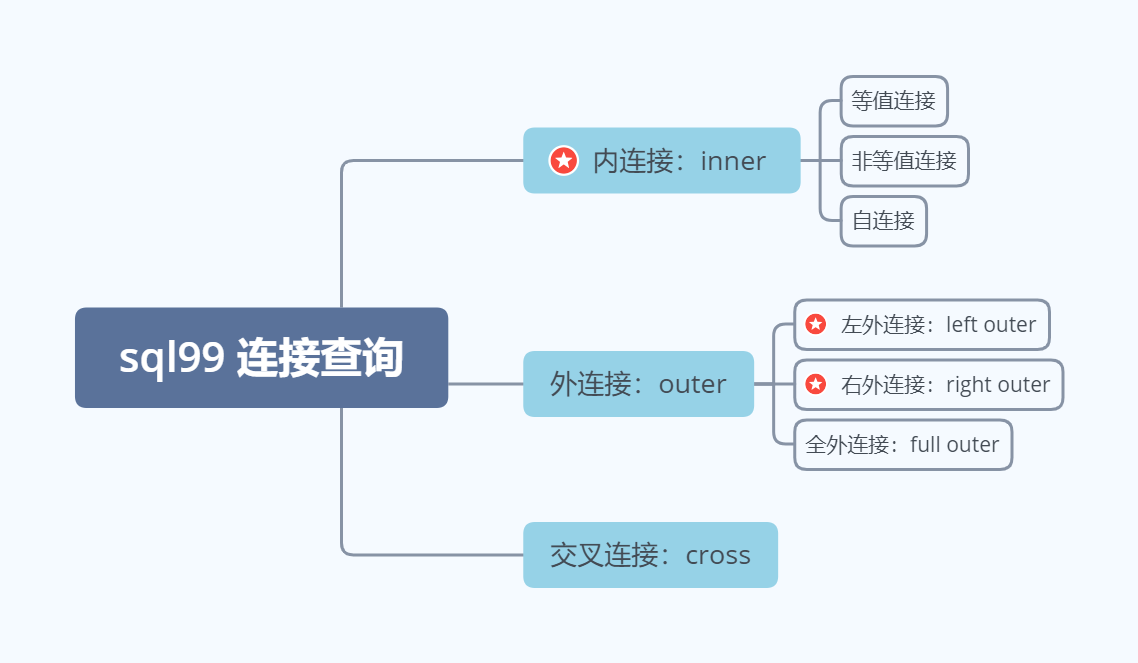 sql99 连接查询
内连接：inner
等值连接
非等值连接
自连接
外连接：outer
左外连接：left outer
右外连接：right outer
全外连接：full outer
交叉连接：cross